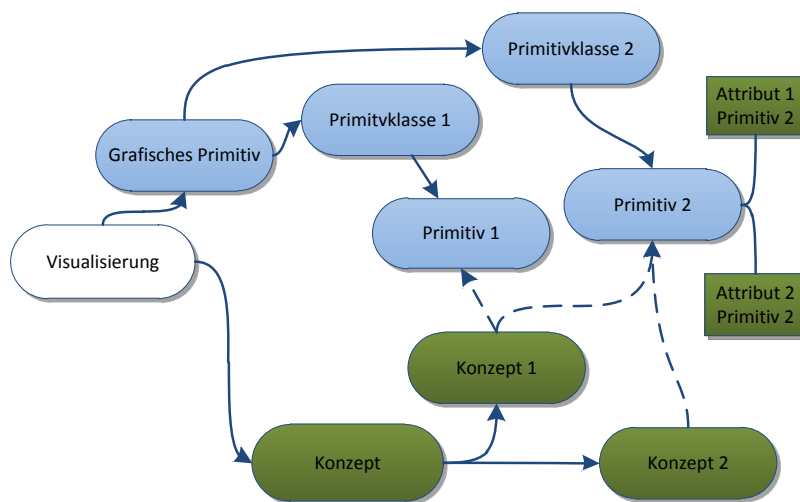 Primitivklasse 2
Attribut 1
Primitiv 2
Primitvklasse 1
Grafisches Primitiv
Primitiv 2
Primitiv 1
Visualisierung
Attribut 2
Primitiv 2
Konzept 1
Konzept
Konzept 2